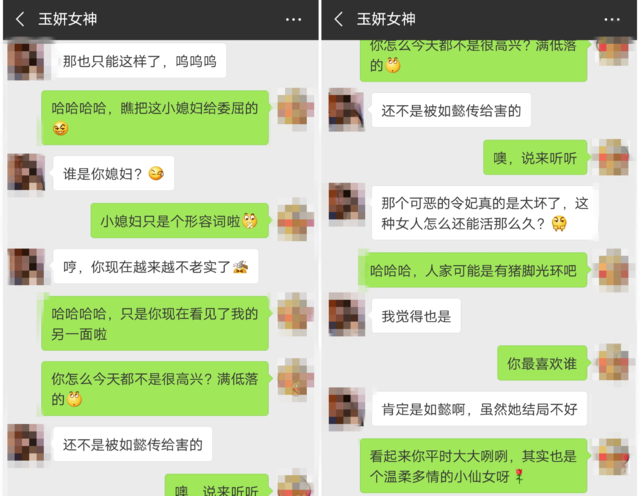 玉妍女神
那也只能这样了，呜呜呜
哈哈哈哈，瞧把这小媳妇给委屈的
谁是你媳妇？
小媳妇只是个形容词啦
哼，你现在越来越不老实了
哈哈哈哈，只是你现在看见了我的
另一面啦
你怎么今天都不是很高兴？满低落
的
还不是被如懿传给害的
噢，说来听听
玉妍女神
你怎么今天都不是很高兴？满低落
的
还不是被如懿传给害的
噢，说来听听
那个可恶的令妃真的是太坏了，这
种女人怎么还能活那么久？
哈哈哈，人家可能是有猪脚光环吧
我觉得也是
你最喜欢谁
肯定是如懿啊，虽然她结局不好
看起来你平时大大咧咧，其实也是
个温柔多情的小仙女呀